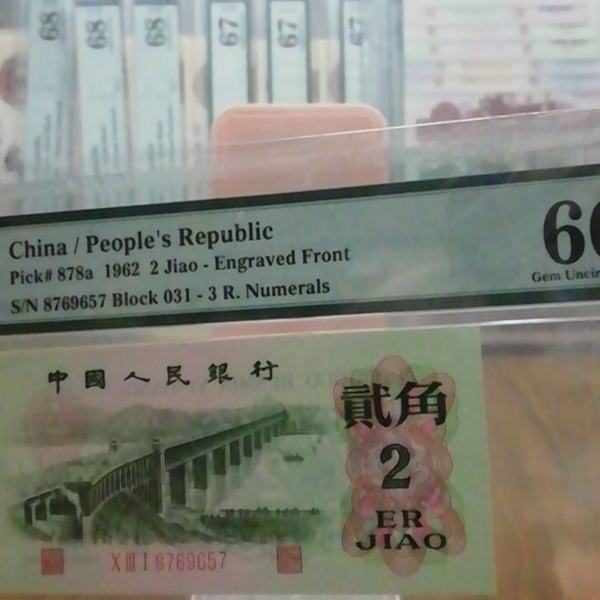 68
68
68
67
67
67
China / People's Republic
Pick# 878a 1962 2 Jiao - Engraved Front
S/N 8769657 Block 031 - 3 R. Numerals
Gem
中國人民銀行
貳角
2
ER
JIAO
X III I 8769657